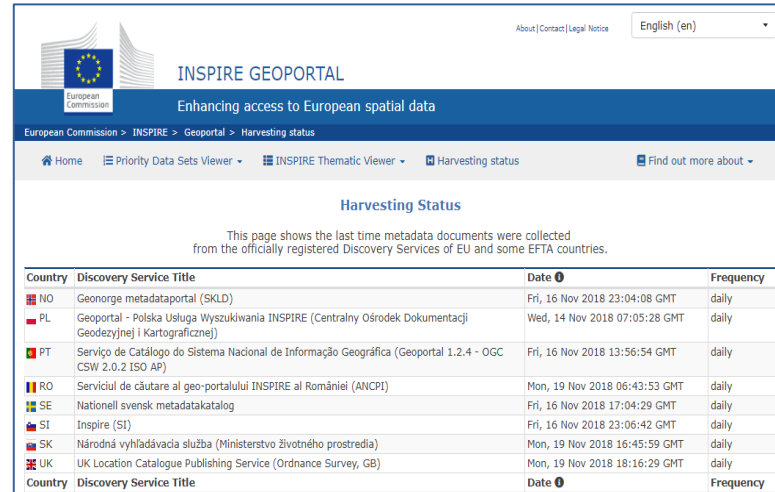 About | Contact | Legal Notice
English (en)
INSPIRE GEOPORTAL
European
Commission
Enhancing access to European spatial data
European Commission > INSPIRE > Geoportal > Harvesting status
Home Priority Data Sets Viewer INSPIRE Thematic Viewer Harvesting status Find out more about
Harvesting Status
This page shows the last time metadata documents were collected
from the officially registered Discovery Services of EU and some EFTA countries.
Country Discovery Service Title Date Frequency
NO Geonorge metadataportal (SKLD) Fri, 16 Nov 2018 23:04:08 GMT daily
PL Geoportal - Polska Usługa Wyszukiwania INSPIRE (Centralny Ośrodek Dokumentacji Wed, 14 Nov 2018 07:05:28 GMT daily
Geodezyjnej i Kartograficznej)
PT Serviço de Catálogo do Sistema Nacional de Informação Geográfica (Geoportal 1.2.4 - OGC Fri, 16 Nov 2018 13:56:54 GMT daily
CSW 2.0.2 ISO AP)
RO Serviciul de căutare al geo-portalului INSPIRE al României (ANCPI) Mon, 19 Nov 2018 06:43:53 GMT daily
SE Nationell svensk metadatakatalog Fri, 16 Nov 2018 17:04:29 GMT daily
SI Inspire (SI) Fri, 16 Nov 2018 23:06:42 GMT daily
SK Národná vyhľadávacia služba (Ministerstvo životného prostredia) Mon, 19 Nov 2018 16:45:59 GMT daily
UK UK Location Catalogue Publishing Service (Ordnance Survey, GB) Mon, 19 Nov 2018 18:16:29 GMT daily
Country Discovery Service Title Date Frequency